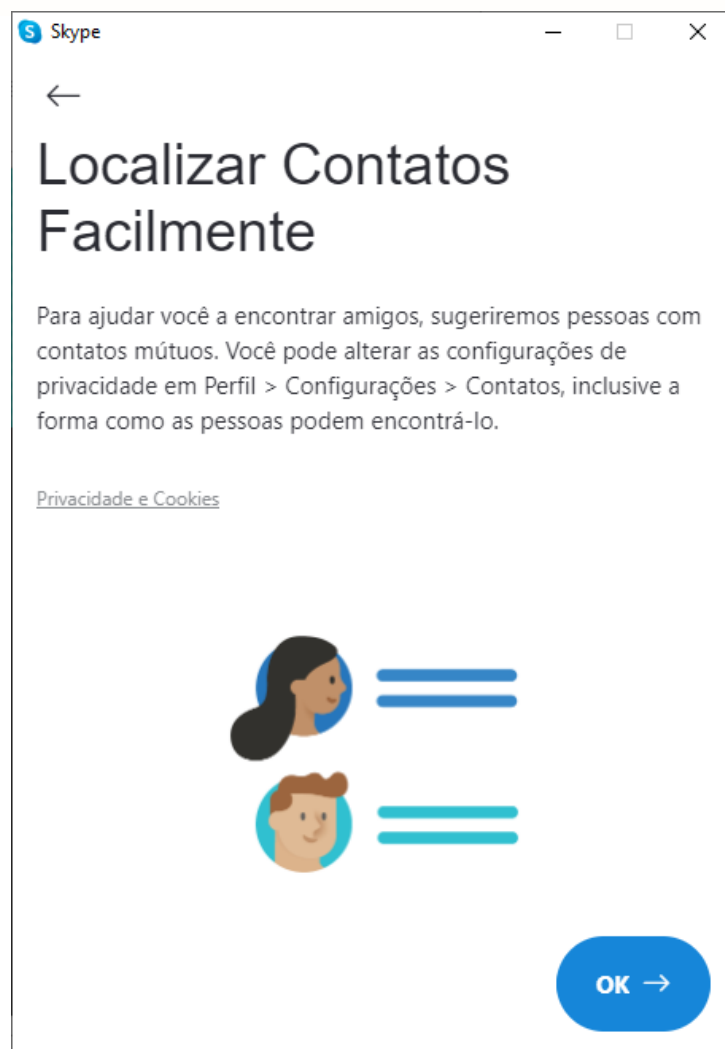 Skype
Localizar Contatos
Facilmente
Para ajudar você a encontrar amigos, sugeriremos pessoas com
contatos mútuos. Você pode alterar as configurações de
privacidade em Perfil > Configurações > Contatos, inclusive a
forma como as pessoas podem encontrá-lo.
Privacidade e Cookies
OK